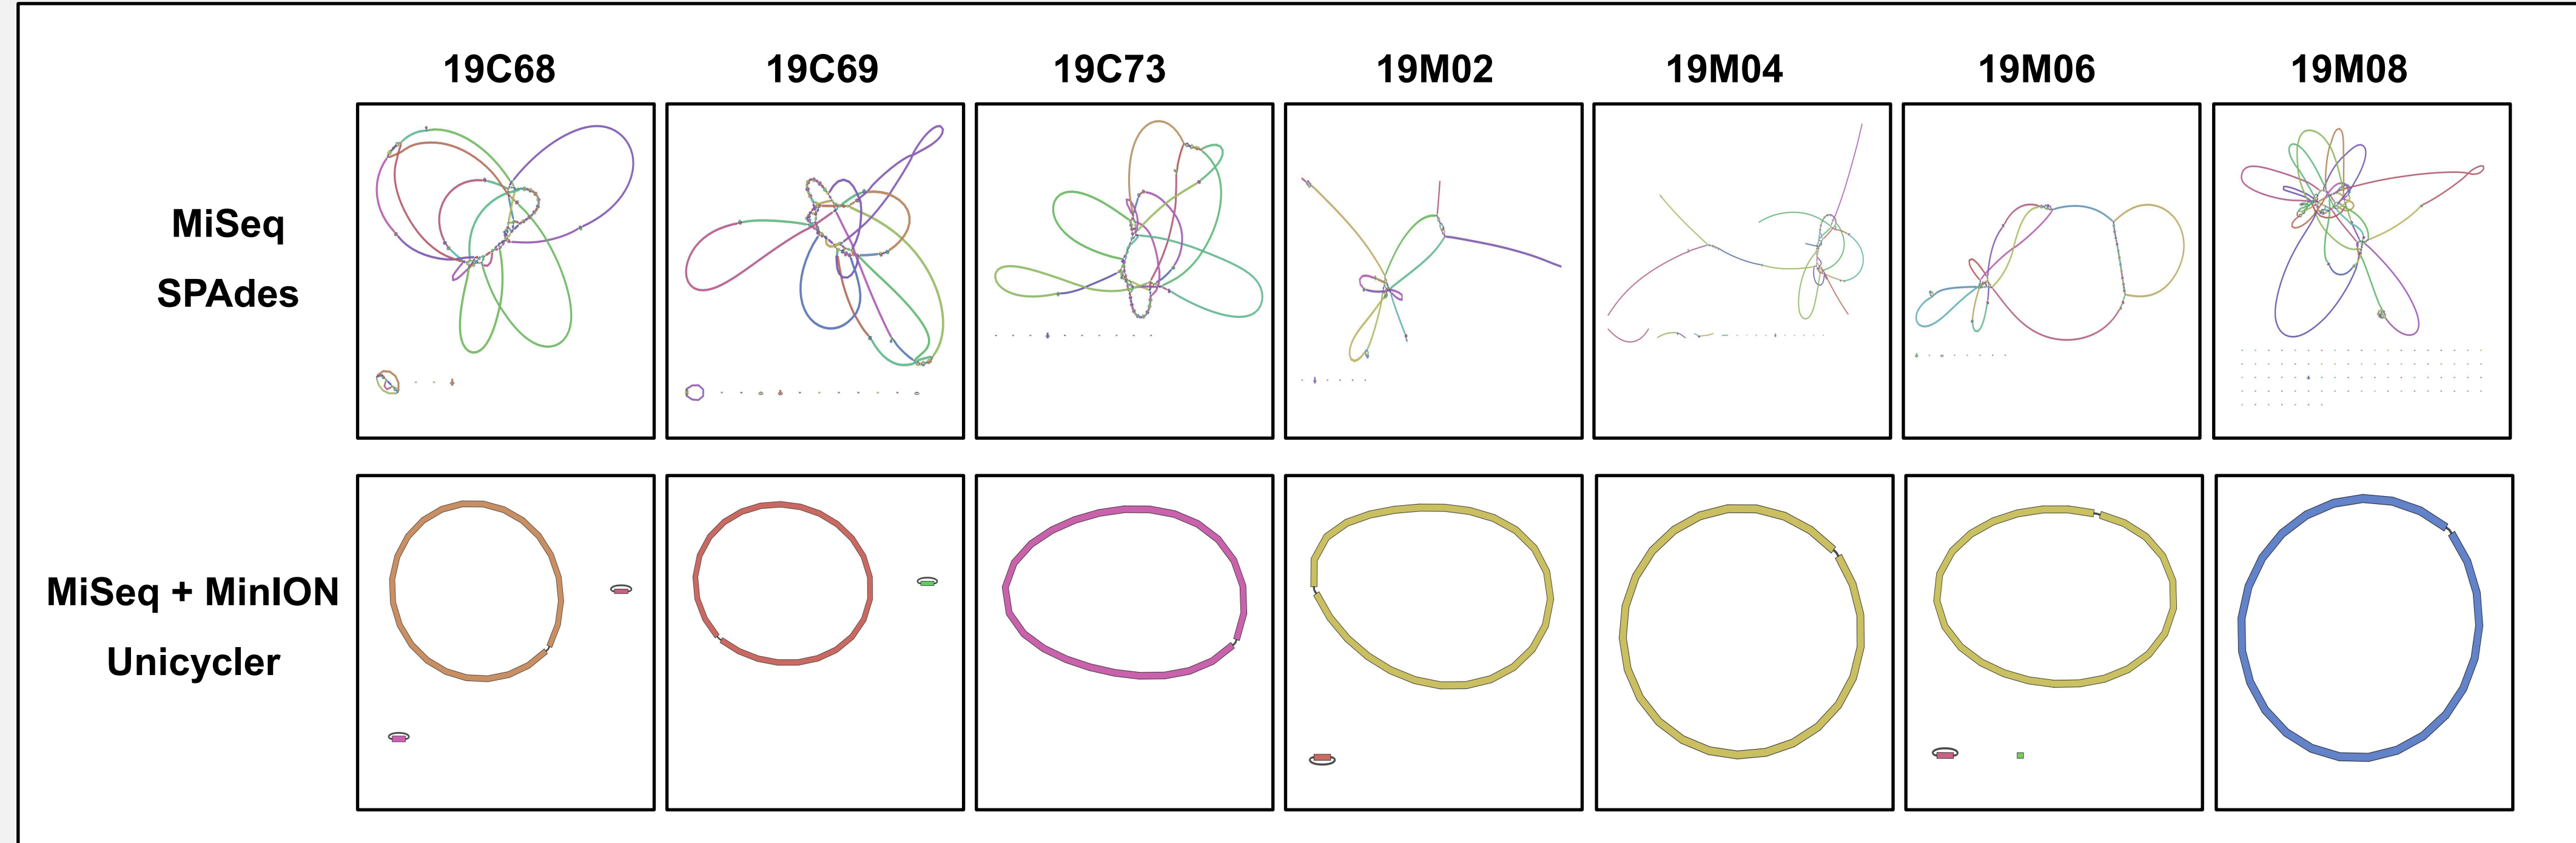 19C68 19C69 19C73 19M02 19M04 19M06 19M08
MiSeq
SPAdes
MiSeq + MinION
Unicycler